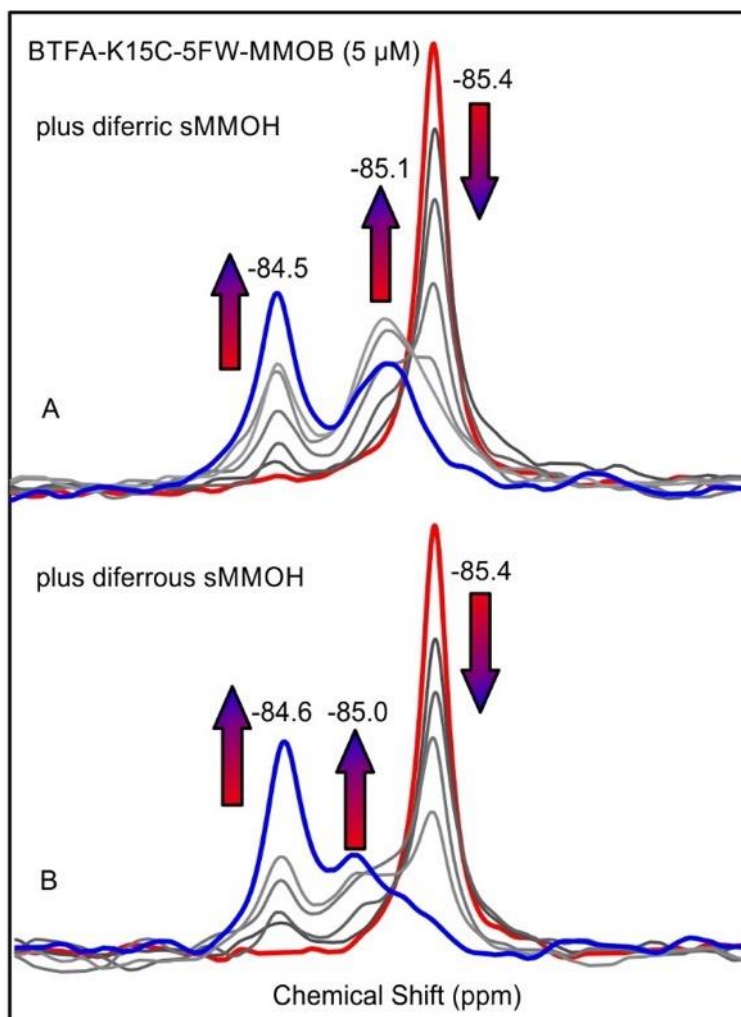 BTFA-K15C-5FW-MMOB (5 µM)
-85.4
plus diferric sMMOH
-85.1
-84.5
A
plus diferrous sMMOH
-85.4
-84.6
-85.0
B
Chemical Shift (ppm)